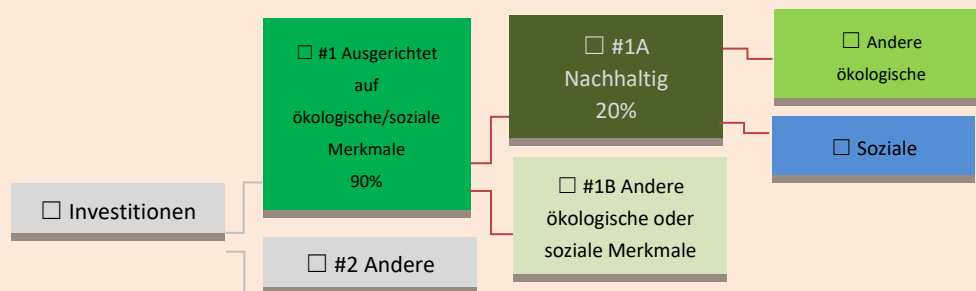 ☐ Investitionen
☐ #1 Ausgerichtet
auf
ökologische/soziale
Merkmale
90%
☐ #2 Andere
☐ #1A
Nachhaltig
20%
☐ #1B Andere
ökologische oder
soziale Merkmale
☐ Andere
ökologische
☐ Soziale